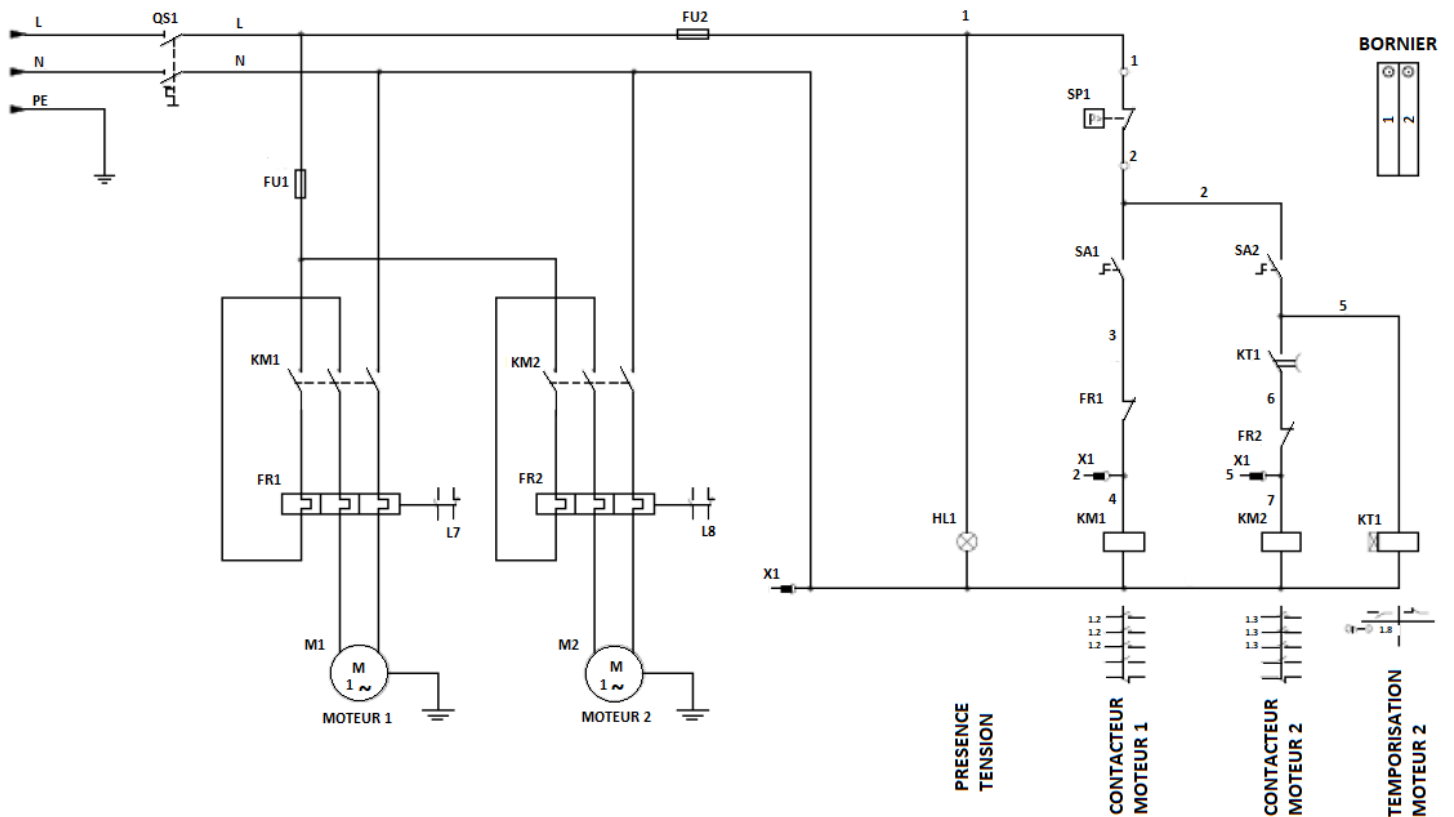 L
QS1
L
FU2
1
N
N
BORNIER
PE
1
SP1
P>
1
2
2
2
FU1
SA1
SA2
5
3
KM1
KM2
KT1
FR1
6
FR2
X1
2
X1
5
FR1
FR2
L7
L8
4
7
HL1
KM1
KM2
KT1
X1
1.2
1.2
1.2
1.3
1.3
1.3
1.8
M1
M
1 ~
M2
M
1 ~
MOTEUR 1
MOTEUR 2
PRESENCE
TENSION
CONTACTEUR
MOTEUR 1
CONTACTEUR
MOTEUR 2
TEMPORISATION
MOTEUR 2